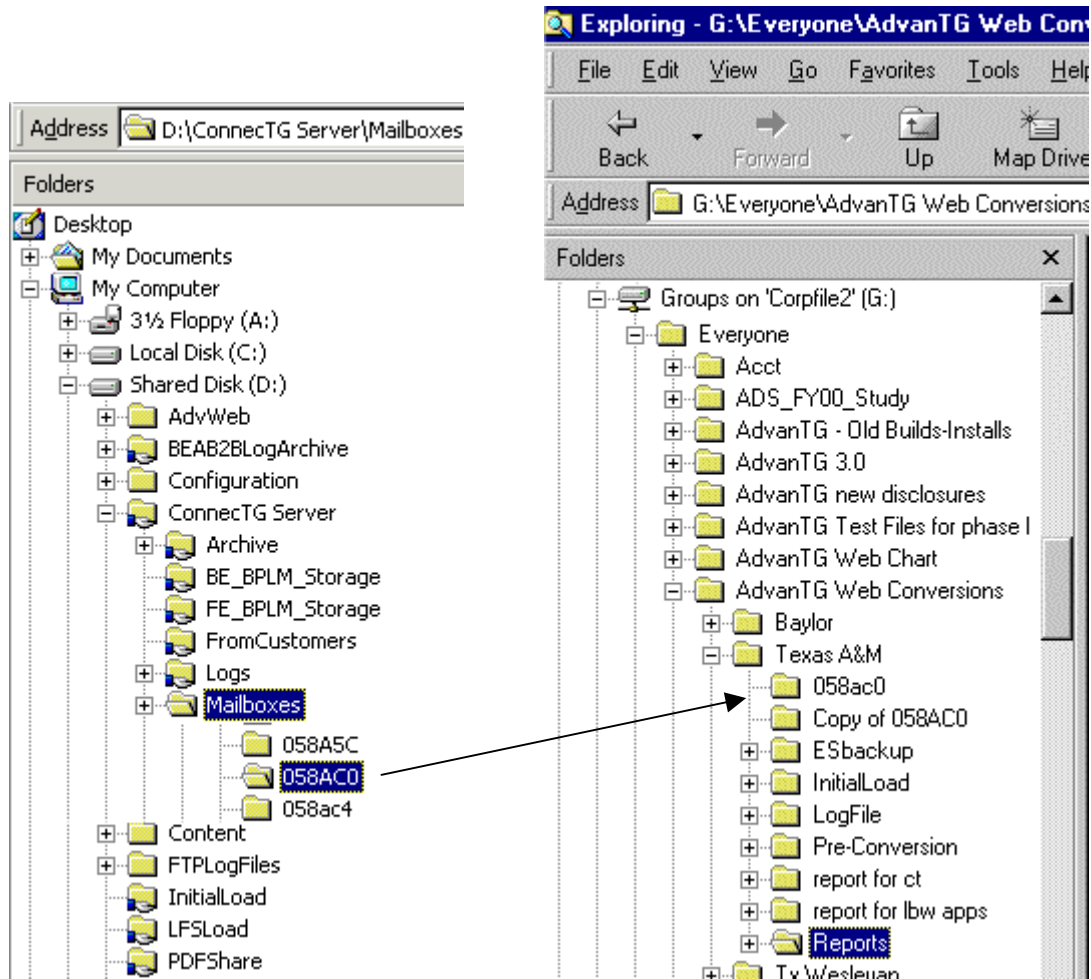 Address D:\ConnecTG Server\Mailboxes
Folders
Desktop
My Documents
My Computer
3½ Floppy (A:)
Local Disk (C:)
Shared Disk (D:)
AdvWeb
BEAB2BLogArchive
Configuration
ConnecTG Server
Archive
BE_BPLM_Storage
FE_BPLM_Storage
FromCustomers
Logs
Mailboxes
058A5C
058AC0
058ac4
Content
FTPLogFiles
InitialLoad
LFSLoad
PDFShare
Exploring - G:\Everyone\AdvanTG Web Conv
File Edit View Go Favorites Tools Help
Back Forward Up Map Drive
Address G:\Everyone\AdvanTG Web Conversions
Folders
Groups on 'Corpfile2' (G:)
Everyone
Acct
ADS_FY00_Study
AdvanTG - Old Builds-Installs
AdvanTG 3.0
AdvanTG new disclosures
AdvanTG Test Files for phase I
AdvanTG Web Chart
AdvanTG Web Conversions
Baylor
Texas A&M
058ac0
Copy of 058AC0
ESbackup
InitialLoad
LogFile
Pre-Conversion
report for ct
report for lbw apps
Reports
Tx Wesleyan